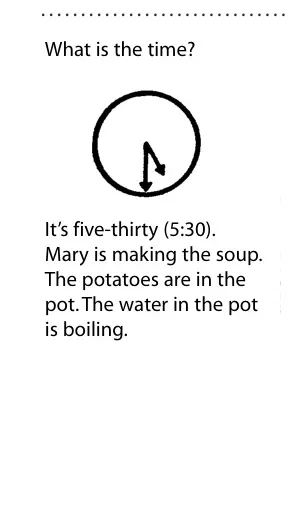 What is the time?
It's five-thirty (5:30).
Mary is making the soup.
The potatoes are in the
pot. The water in the pot
is boiling.